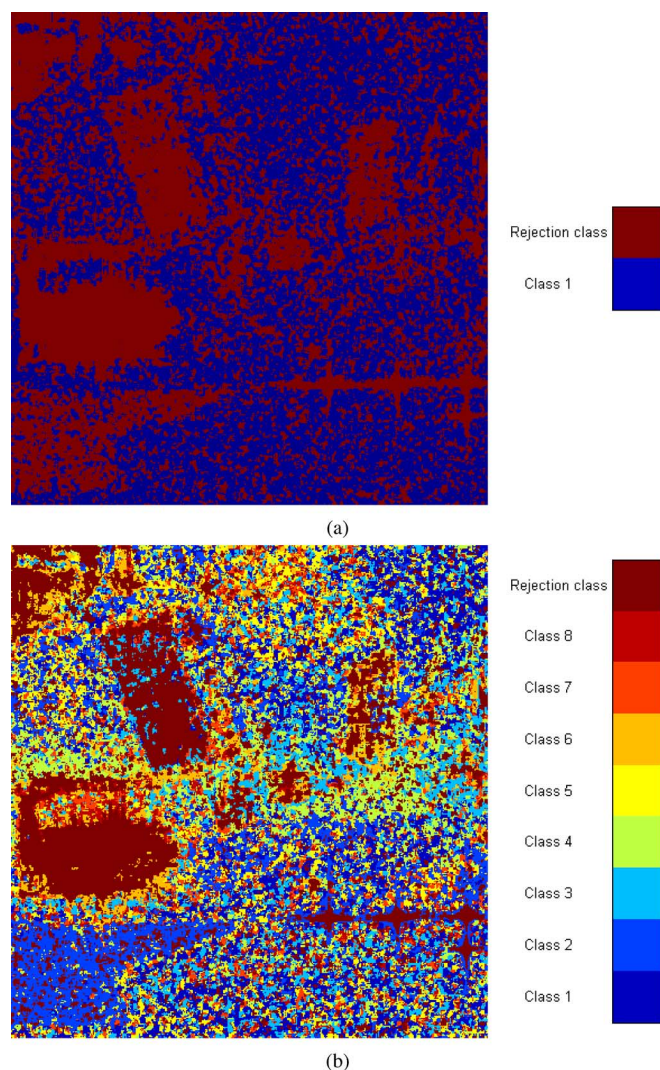 Rejection class
Class 1
(a)
Rejection class
Class 8
Class 7
Class 6
Class 5
Class 4
Class 3
Class 2
Class 1
(b)